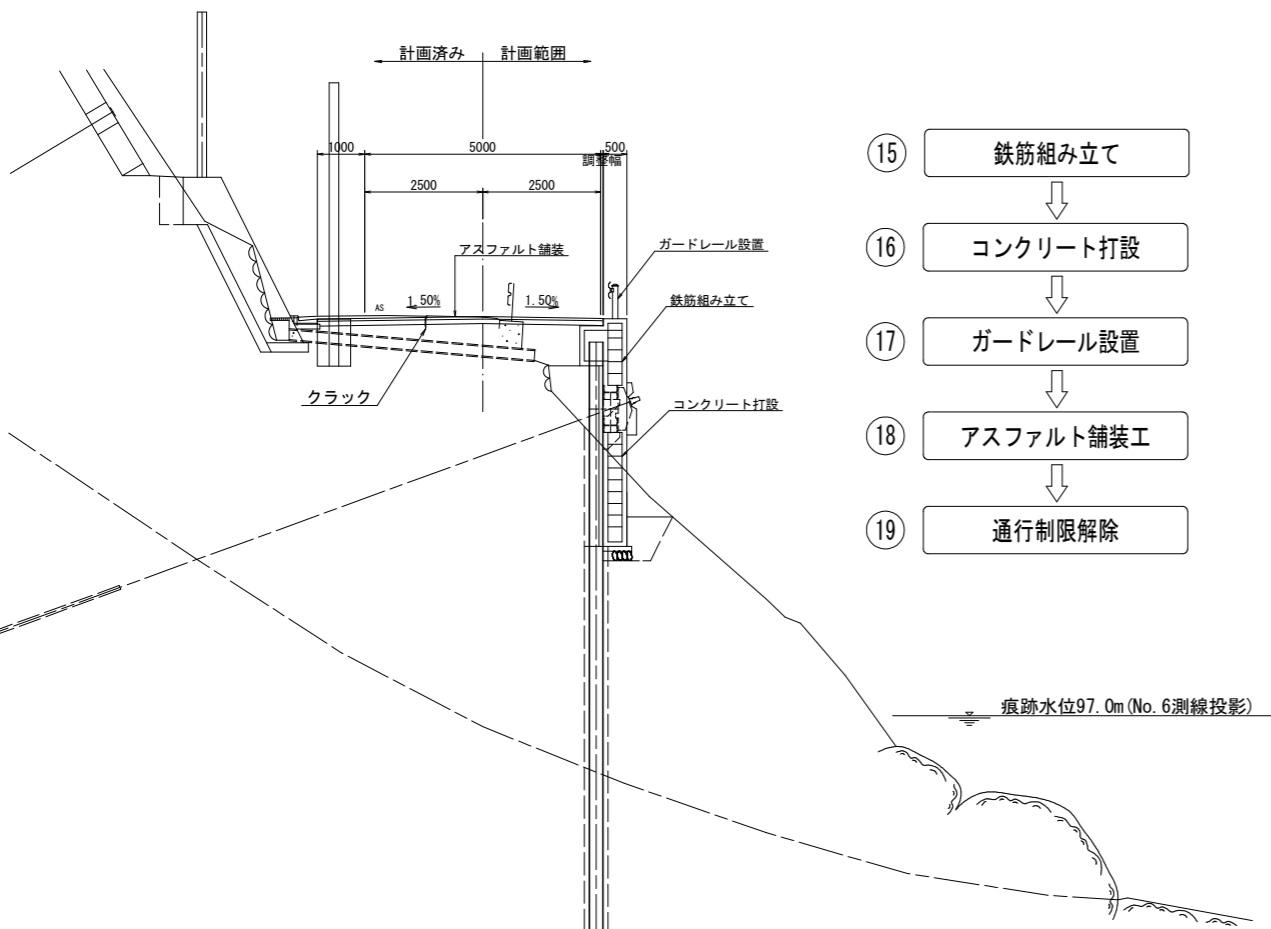 計画済み 計画範囲
1000 5000 500
調整幅
2500 2500
アスファルト舗装
ガードレール設置
AS 1.50% 1.50%
鉄筋組み立て
クラック
コンクリート打設
⑮ 鉄筋組み立て
⑯ コンクリート打設
⑰ ガードレール設置
⑱ アスファルト舗装工
⑲ 通行制限解除
痕跡水位97.0m(No.6測線投影)